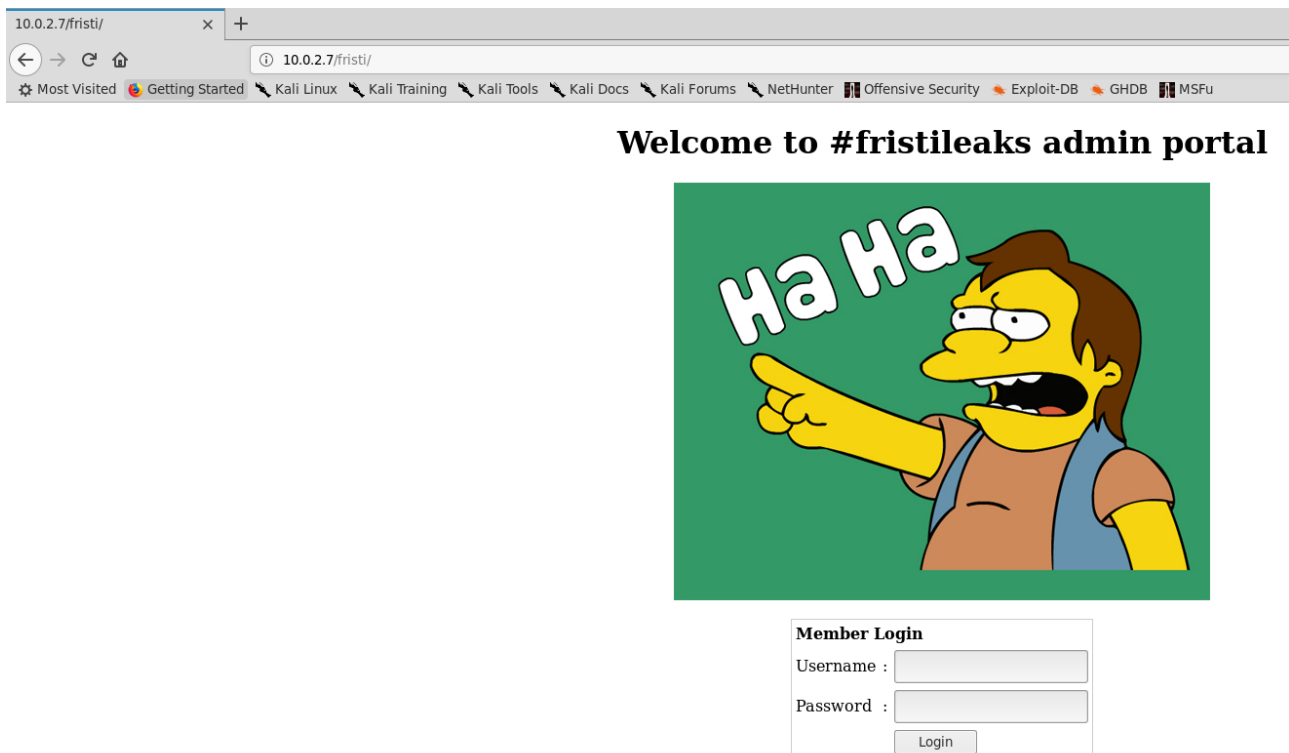 10.0.2.7/fristi/
10.0.2.7/fristi/
Most Visited Getting Started Kali Linux Kali Training Kali Tools Kali Docs Kali Forums NetHunter Offensive Security Exploit-DB GHDB MSFu
Welcome to #fristileaks admin portal
Ha Ha
Member Login
Username :
Password :
Login